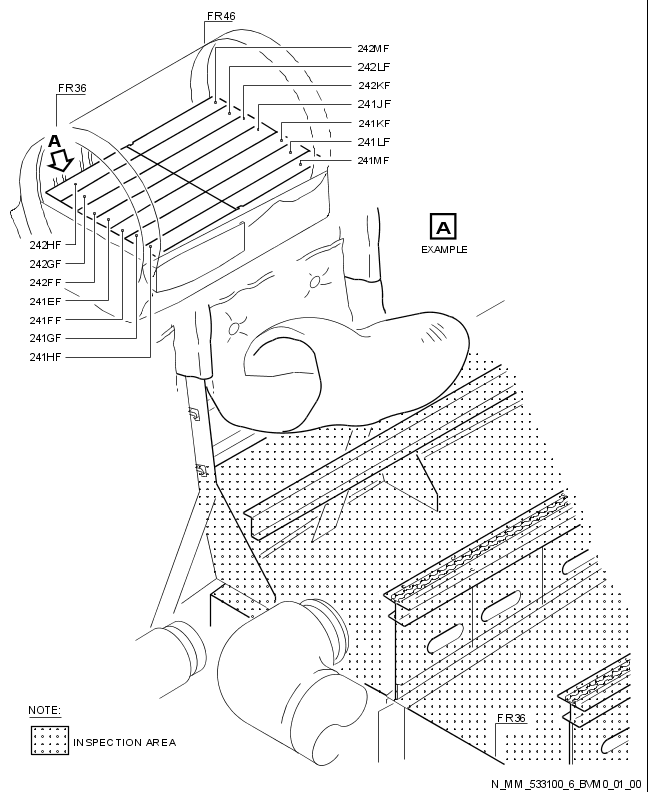 FR46
242MF
242LF
242KF
241JF
241KF
241LF
241MF
FR36
A
242HF
242GF
242FF
241EF
241FF
241GF
241HF
A
EXAMPLE
NOTE:
INSPECTION AREA
FR36
N_MM_533100_6_BVM0_01_00